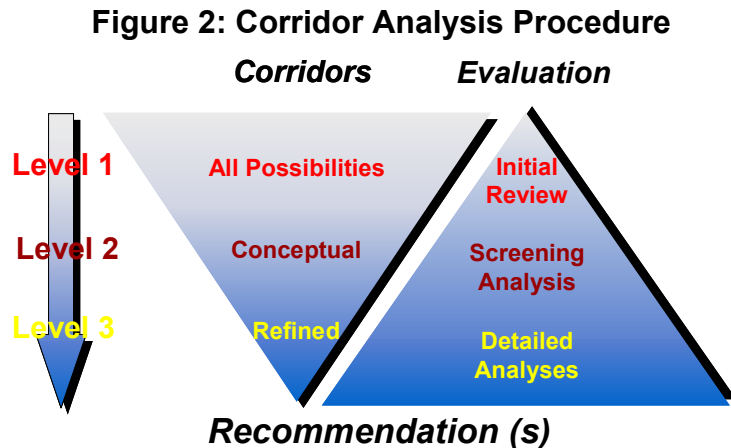 Figure 2: Corridor Analysis Procedure
Corridors Evaluation
Level 1 All Possibilities Initial Review
Level 2 Conceptual Screening Analysis
Level 3 Refined Detailed Analyses
Recommendation (s)